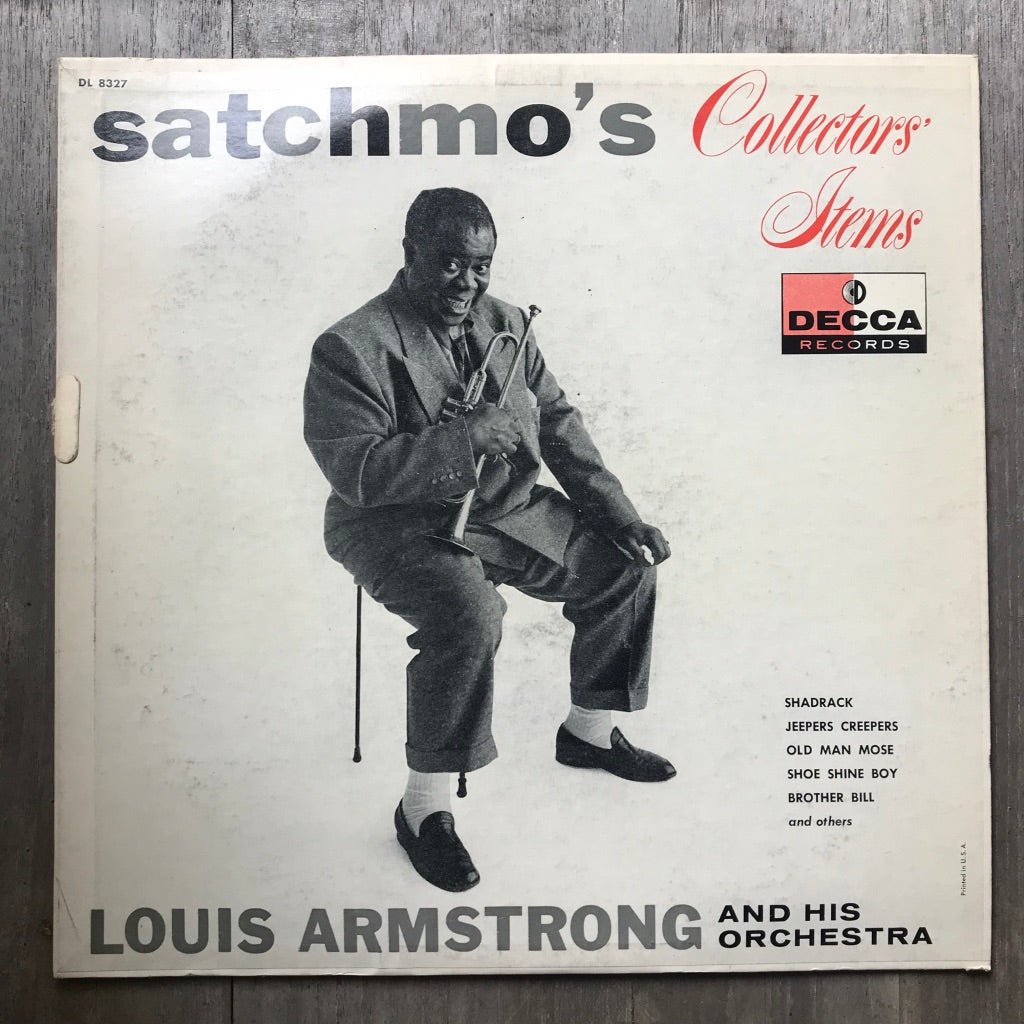 DL 8327
satchmo's Collectors'
Items
DECCA
RECORDS
SHADRACK
JEEPERS CREEPERS
OLD MAN MOSE
SHOE SHINE BOY
BROTHER BILL
and others
Printed in U.S.A.
LOUIS ARMSTRONG AND HIS
ORCHESTRA